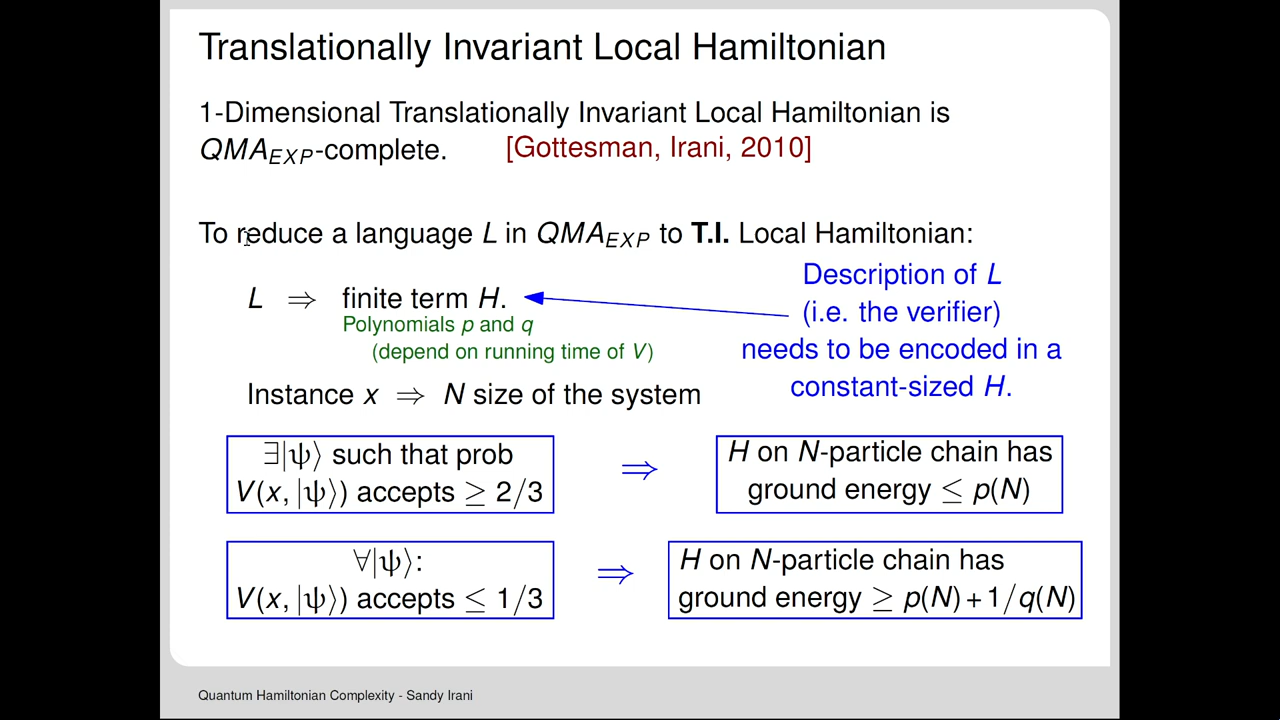 Translationally Invariant Local Hamiltonian
1-Dimensional Translationally Invariant Local Hamiltonian is
QMA_EXP-complete. [Gottesman, Irani, 2010]
To reduce a language L in QMA_EXP to T.I. Local Hamiltonian:
L ⇒ finite term H.
Polynomials p and q
(depend on running time of V)
Description of L
(i.e. the verifier)
needs to be encoded in a
constant-sized H.
Instance x ⇒ N size of the system
∃|ψ⟩ such that prob
V(x, |ψ⟩) accepts ≥ 2/3
⇒
H on N-particle chain has
ground energy ≤ p(N)
∀|ψ⟩:
V(x, |ψ⟩) accepts ≤ 1/3
⇒
H on N-particle chain has
ground energy ≥ p(N)+1/q(N)
Quantum Hamiltonian Complexity - Sandy Irani